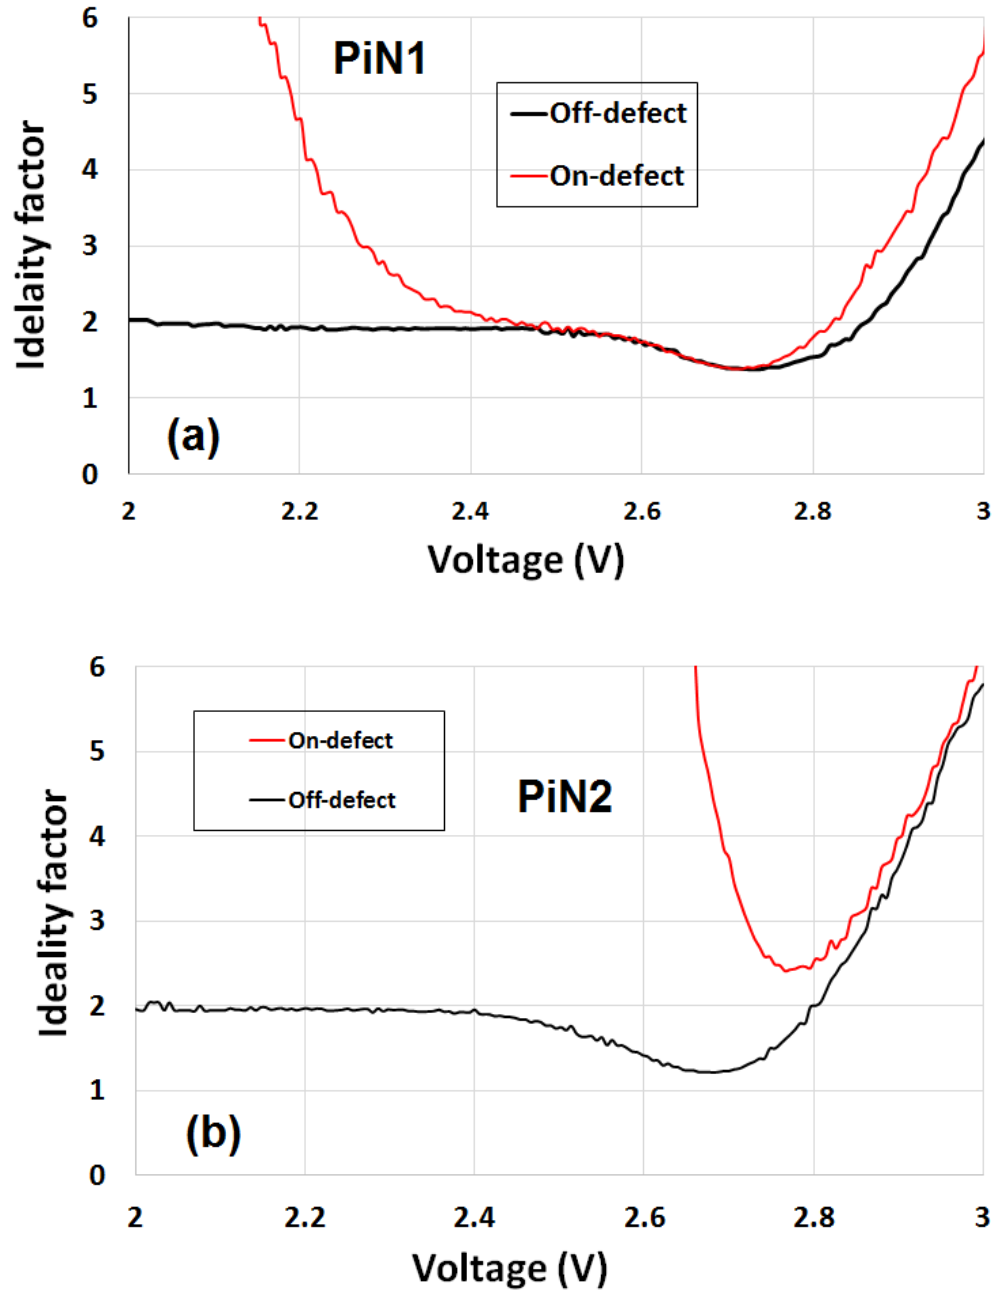 6
PiN1
5
Off-defect
4
On-defect
3
2
1
(a)
0
Idelaity factor
2 2.2 2.4 2.6 2.8 3
Voltage (V)
6
On-defect
5
Off-defect
PiN2
4
3
2
1
(b)
0
Ideality factor
2 2.2 2.4 2.6 2.8 3
Voltage (V)